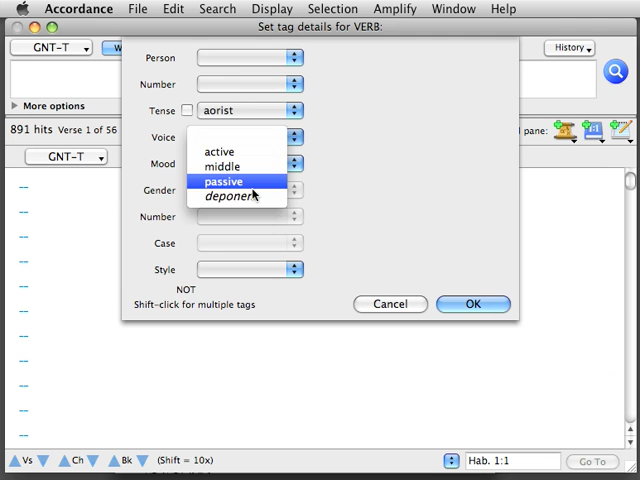 Accordance File Edit Search Display Selection Amplify Window Help
Set tag details for VERB:
GNT-T W History
Person
Number
More options
Tense aorist
891 hits Verse 1 of 56 pane:
Voice
active
GNT-T
middle
Mood
passive
Gender
Number
Case
Style
NOT
Shift-click for multiple tags
Cancel OK
Vs Ch Bk (Shift = 10x) Hab. 1:1 Go To